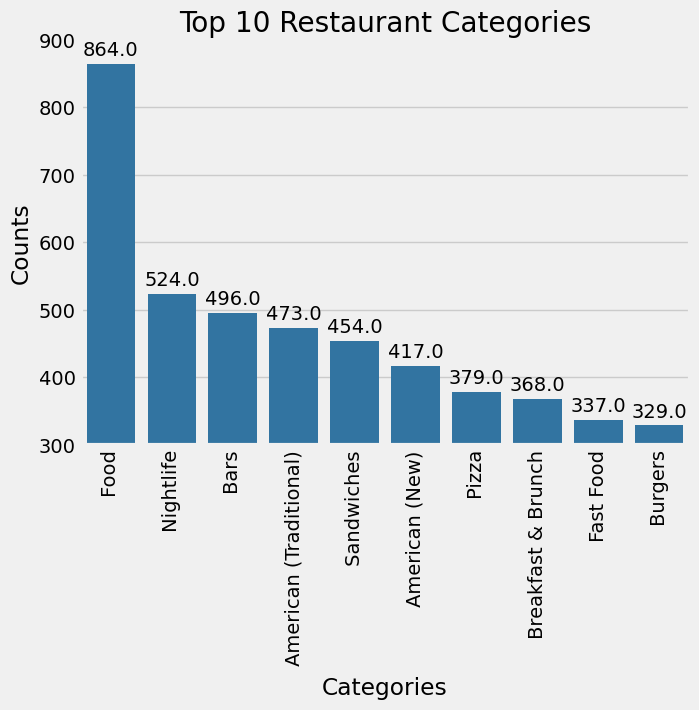 Top 10 Restaurant Categories
Counts
900
800
700
600
500
400
300
864.0
524.0
496.0
473.0
454.0
417.0
379.0
368.0
337.0
329.0
Food
Nightlife
Bars
American (Traditional)
Sandwiches
American (New)
Pizza
Breakfast & Brunch
Fast Food
Burgers
Categories